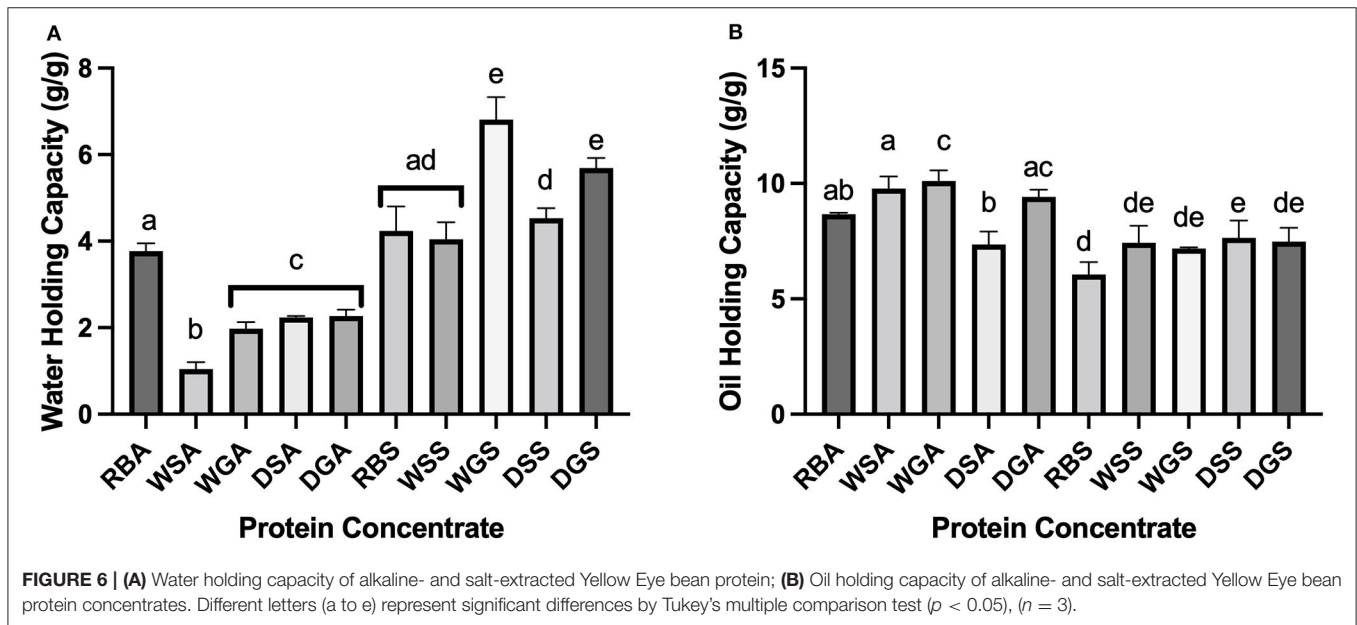 A
Water Holding Capacity (g/g)
8
6
4
2
0
a
b
c
ad
e
d
e
RBA
WSA
WGA
DSA
DGA
RBS
WSS
WGS
DSS
DGS
Protein Concentrate
B
Oil Holding Capacity (g/g)
15
10
5
0
ab
a
c
b
ac
d
de
de
e
de
RBA
WSA
WGA
DSA
DGA
RBS
WSS
WGS
DSS
DGS
Protein Concentrate
FIGURE 6 | (A) Water holding capacity of alkaline- and salt-extracted Yellow Eye bean protein; (B) Oil holding capacity of alkaline- and salt-extracted Yellow Eye bean
protein concentrates. Different letters (a to e) represent significant differences by Tukey's multiple comparison test (p < 0.05), (n = 3).